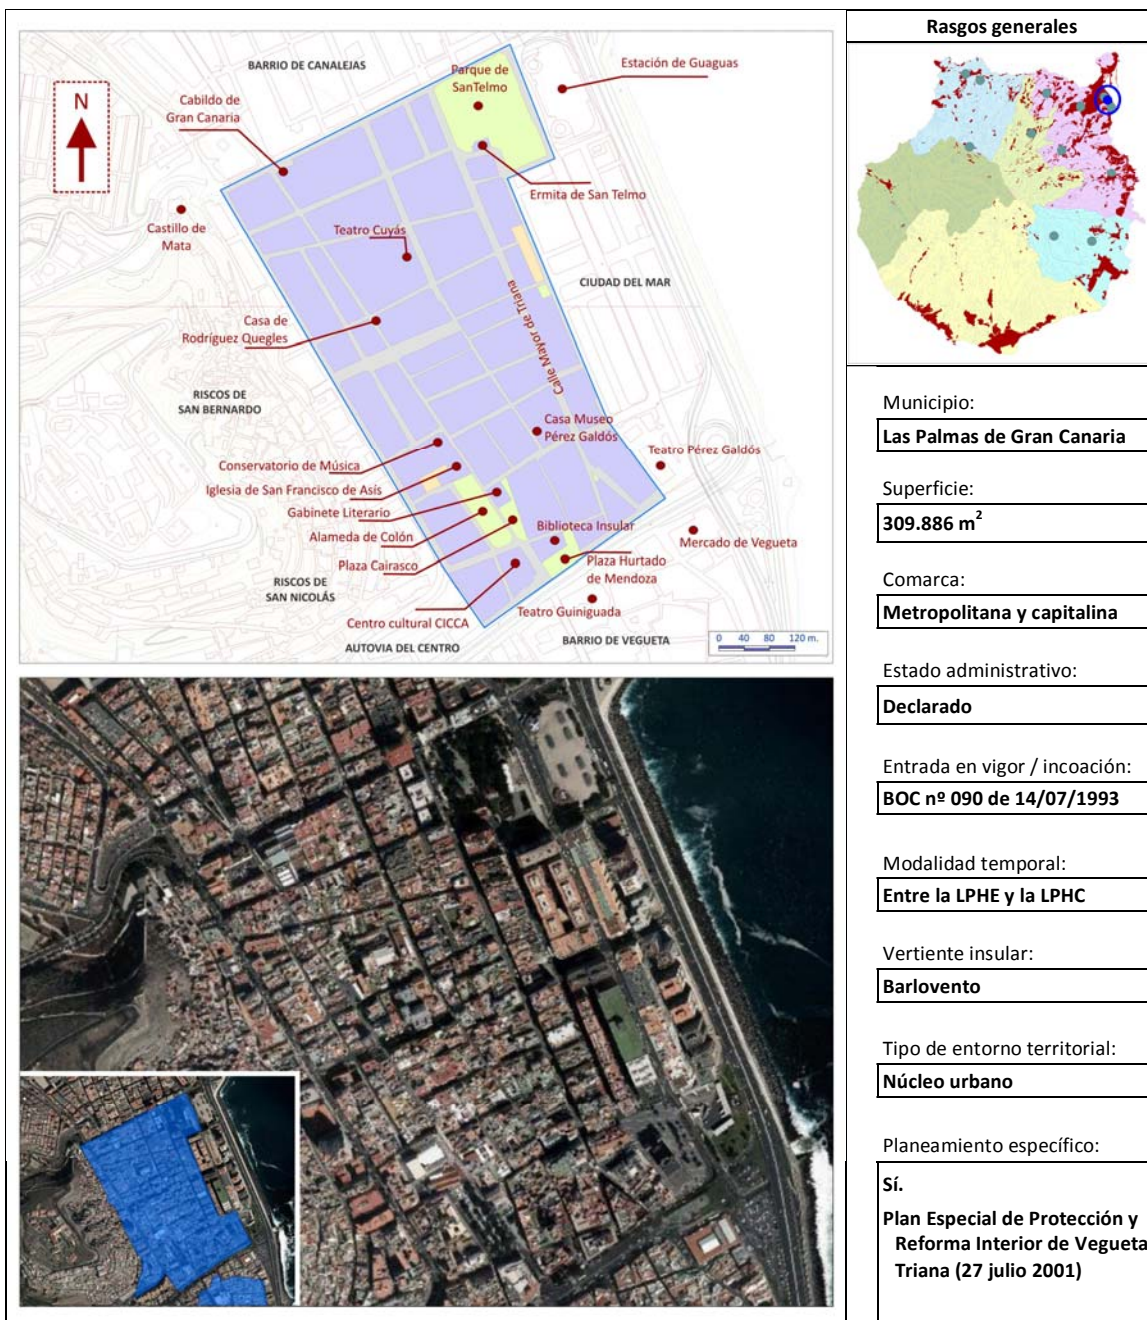 Rasgos generales
BARRIO DE CANALEJAS
Estación de Guaguas
Parque de
SanTelmo
N
Cabildo de
Gran Canaria
Ermita de San Telmo
Castillo de
Mata
Teatro Cuyás
CIUDAD DEL MAR
Calle Mayor de Triana
Casa de
Rodríguez Quegles
RISCOS DE
SAN BERNARDO
Casa Museo
Pérez Galdós
Teatro Pérez Galdós
Conservatorio de Música
Iglesia de San Francisco de Asís
Gabinete Literario
Alameda de Colón
Biblioteca Insular
Mercado de Vegueta
Plaza Cairasco
Plaza Hurtado
de Mendoza
RISCOS DE
SAN NICOLÁS
Centro cultural CICCA
Teatro Guiniguada
AUTOVIA DEL CENTRO
BARRIO DE VEGUETA
0 40 80 120 m.
Municipio:
Las Palmas de Gran Canaria
Superficie:
309.886 m²
Comarca:
Metropolitana y capitalina
Estado administrativo:
Declarado
Entrada en vigor / incoación:
BOC nº 090 de 14/07/1993
Modalidad temporal:
Entre la LPHE y la LPHC
Vertiente insular:
Barlovento
Tipo de entorno territorial:
Núcleo urbano
Planeamiento específico:
Sí.
Plan Especial de Protección y
Reforma Interior de Vegueta
Triana (27 julio 2001)